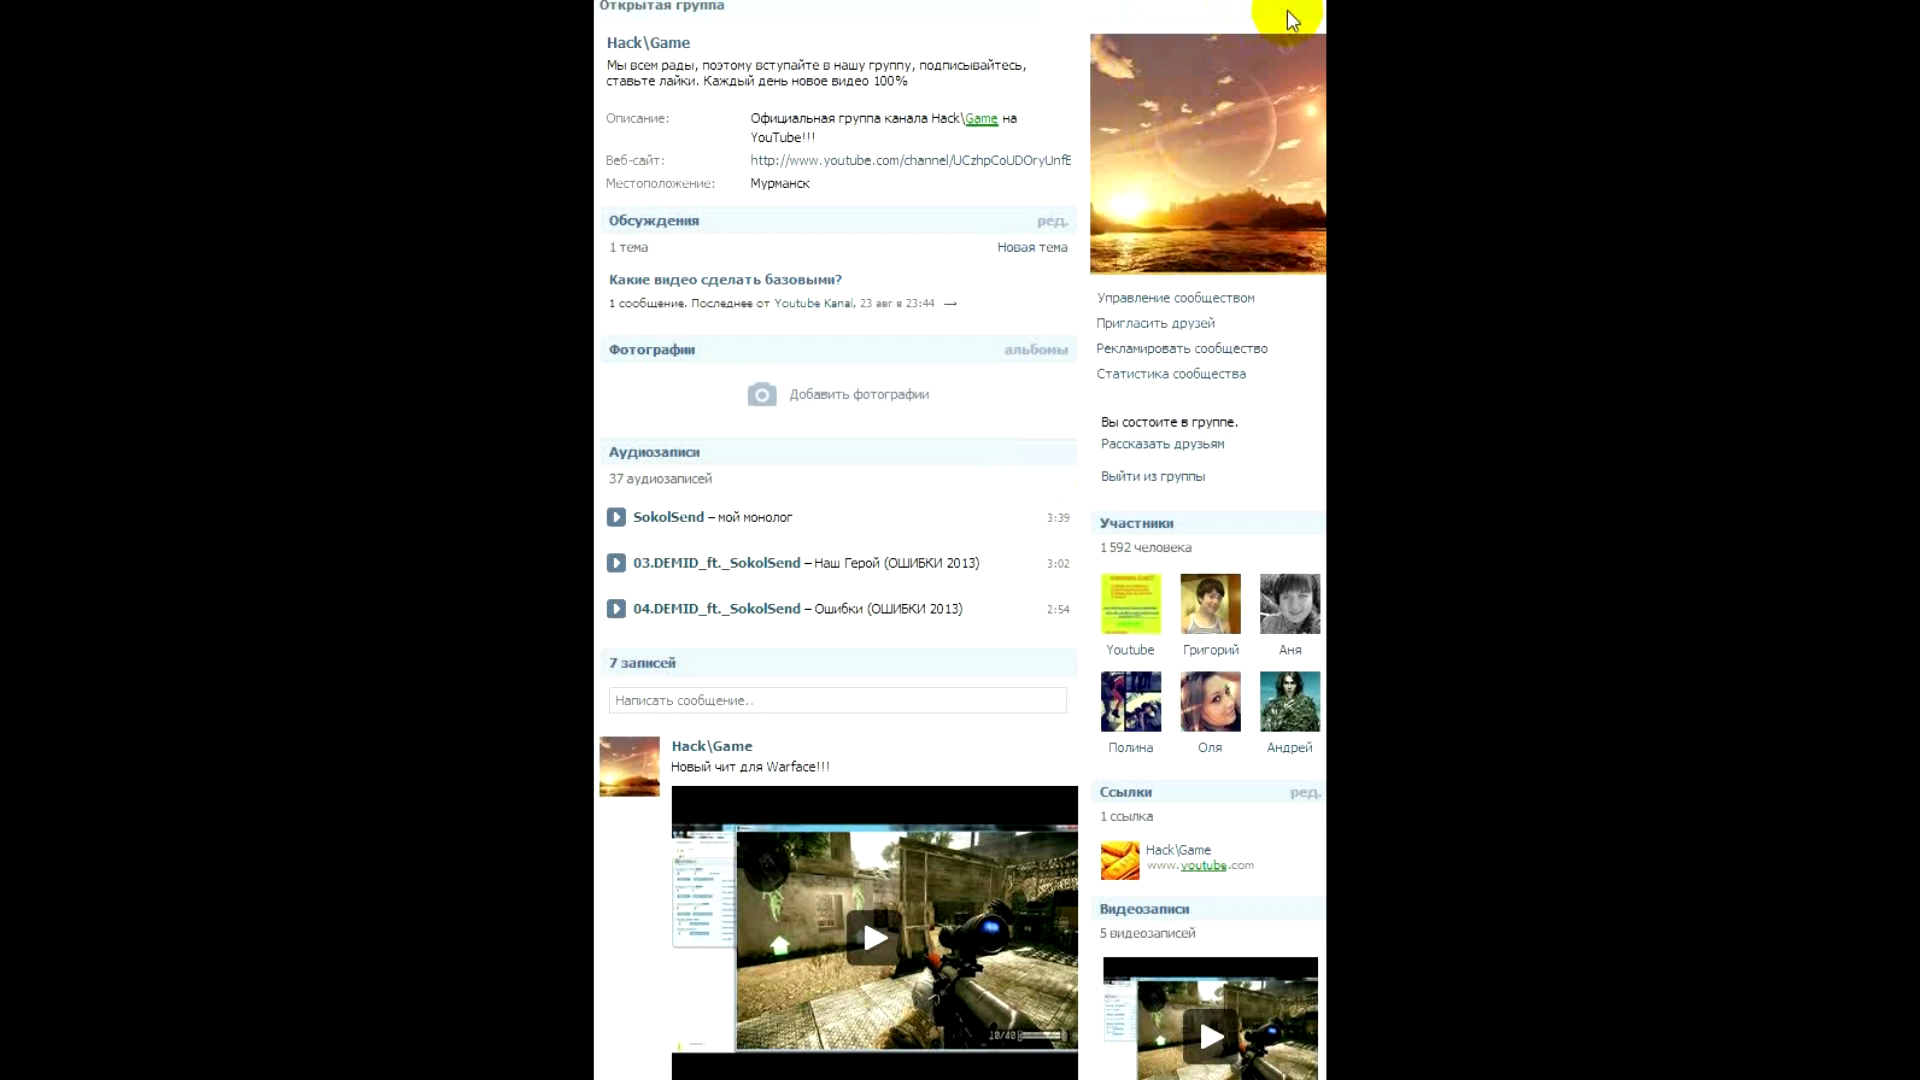 Открытая группа
Hack\Game
Мы всем рады, поэтому вступайте в нашу группу, подписывайтесь,
ставьте лайки. Каждый день новое видео 100%
Описание:
Официальная группа канала Hack\Game на
YouTube!!!
Веб-сайт:
http://www.youtube.com/channel/UCzhpCoUDOryUnfE
Местоположение:
Мурманск
Обсуждения
ред.
1 тема
Новая тема
Какие видео сделать базовыми?
1 сообщение. Последнее от Youtube Kanal, 23 авг в 23:44 →
Фотографии
альбомы
Добавить фотографии
Аудиозаписи
37 аудиозаписей
SokolSend – мой монолог
3:39
03.DEMID_ft._SokolSend – Наш Герой (ОШИБКИ 2013)
3:02
04.DEMID_ft._SokolSend – Ошибки (ОШИБКИ 2013)
2:54
7 записей
Написать сообщение..
Hack\Game
Новый чит для Warface!!!
10/40
Управление сообществом
Пригласить друзей
Рекламировать сообщество
Статистика сообщества
Вы состоите в группе.
Рассказать друзьям
Выйти из группы
Участники
1 592 человека
Youtube
Григорий
Аня
Полина
Оля
Андрей
Ссылки
ред.
1 ссылка
Hack\Game
www.youtube.com
Видеозаписи
5 видеозаписей